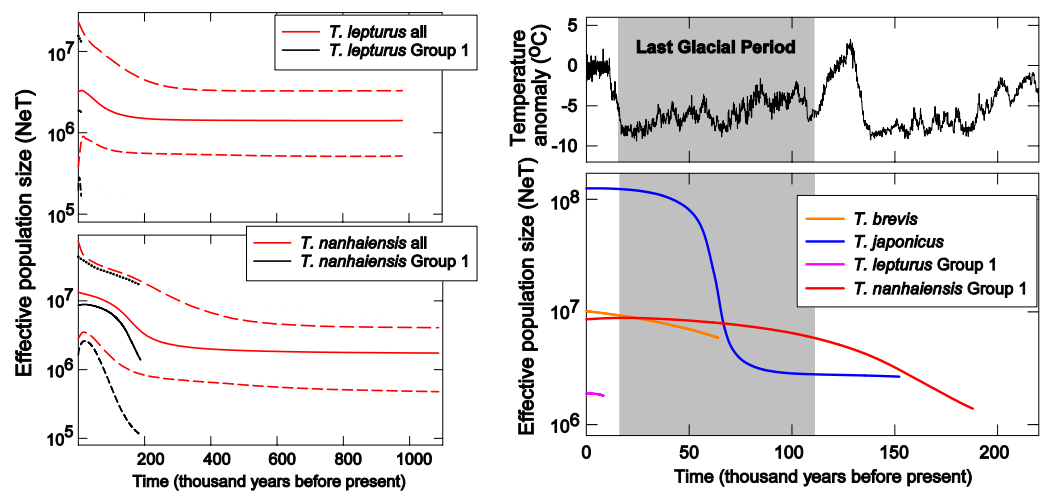 Effective population size (NeT)
10^7
10^6
10^5
T. lepturus all
T. lepturus Group 1
10^7
10^6
10^5
T. nanhaiensis all
T. nanhaiensis Group 1
200 400 600 800 1000
Time (thousand years before present)
Temperature
anomaly (°C)
0
-5
-10
Last Glacial Period
Effective population size (NeT)
10^8
10^7
10^6
T. brevis
T. japonicus
T. lepturus Group 1
T. nanhaiensis Group 1
0 50 100 150 200
Time (thousand years before present)